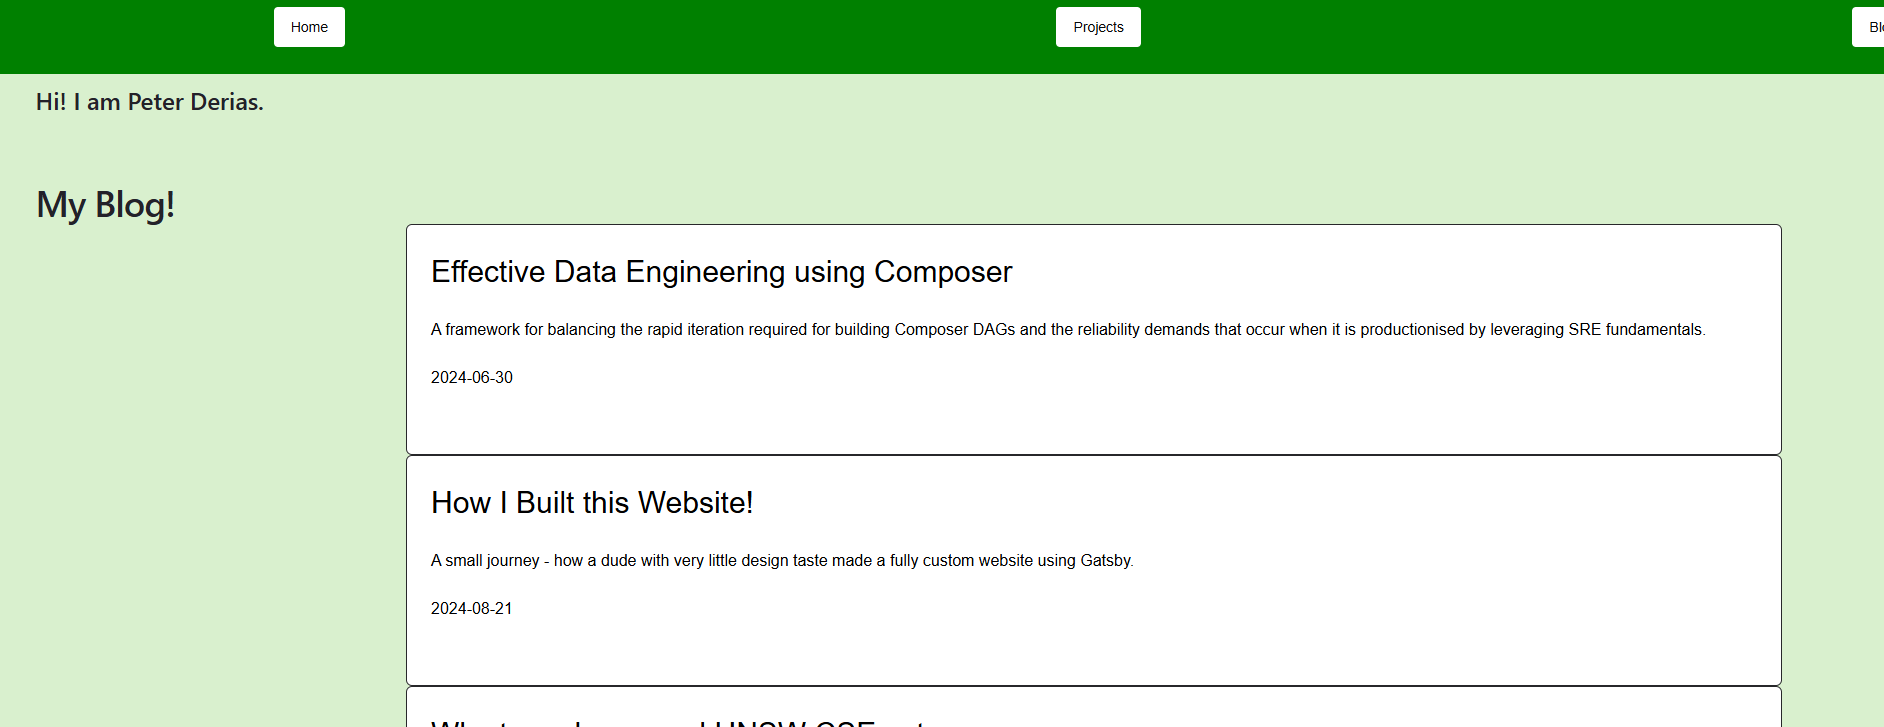 Home Projects
Hi! I am Peter Derias.
My Blog!
Effective Data Engineering using Composer
A framework for balancing the rapid iteration required for building Composer DAGs and the reliability demands that occur when it is productionised by leveraging SRE fundamentals.
2024-06-30
How I Built this Website!
A small journey - how a dude with very little design taste made a fully custom website using Gatsby.
2024-08-21